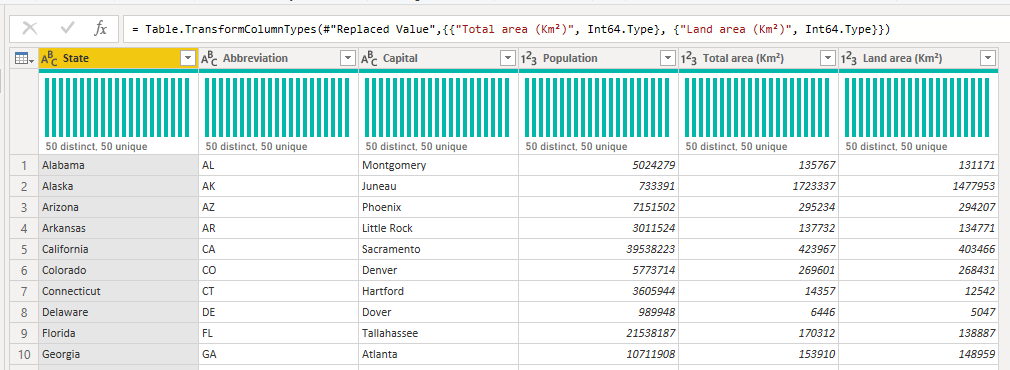 = Table.TransformColumnTypes(#"Replaced Value",{{"Total area (Km²)", Int64.Type}, {"Land area (Km²)", Int64.Type}})
ABC State ABC Abbreviation ABC Capital 123 Population 123 Total area (Km²) 123 Land area (Km²)
50 distinct, 50 unique 50 distinct, 50 unique 50 distinct, 50 unique 50 distinct, 50 unique 50 distinct, 50 unique 50 distinct, 50 unique
1 Alabama AL Montgomery 5024279 135767 131171
2 Alaska AK Juneau 733391 1723337 1477953
3 Arizona AZ Phoenix 7151502 295234 294207
4 Arkansas AR Little Rock 3011524 137732 134771
5 California CA Sacramento 39538223 423967 403466
6 Colorado CO Denver 5773714 269601 268431
7 Connecticut CT Hartford 3605944 14357 12542
8 Delaware DE Dover 989948 6446 5047
9 Florida FL Tallahassee 21538187 170312 138887
10 Georgia GA Atlanta 10711908 153910 148959